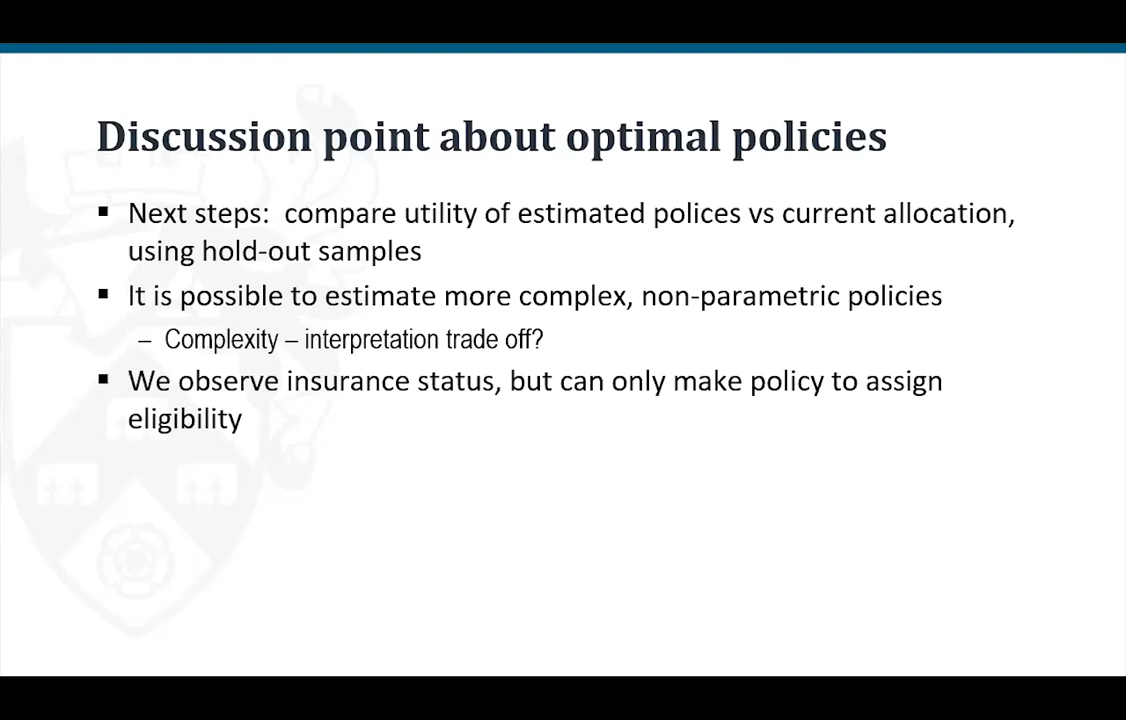 Discussion point about optimal policies
▪ Next steps:  compare utility of estimated polices vs current allocation,
using hold-out samples
▪ It is possible to estimate more complex, non-parametric policies
– Complexity – interpretation trade off?
▪ We observe insurance status, but can only make policy to assign
eligibility